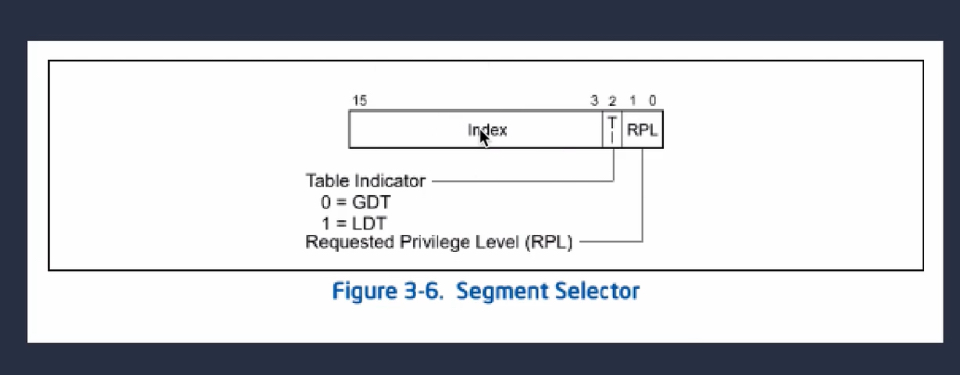 15 3 2 1 0
Index TI RPL
Table Indicator
0 = GDT
1 = LDT
Requested Privilege Level (RPL)
Figure 3-6. Segment Selector